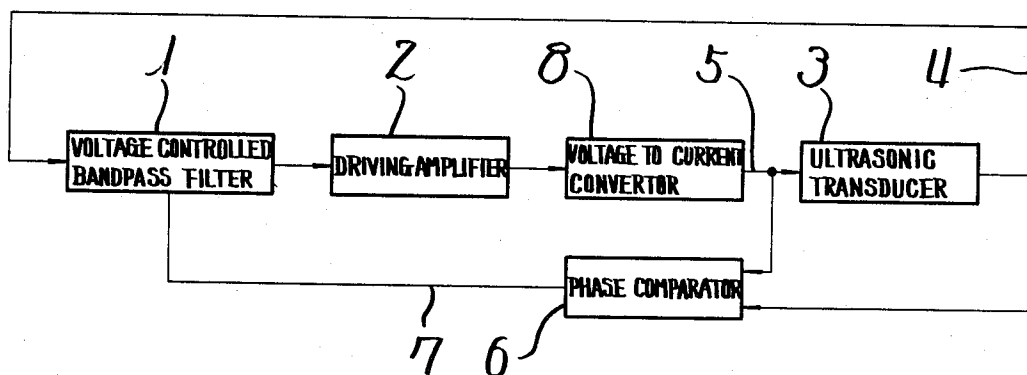 1
2
8
5
3
4
VOLTAGE CONTROLLED
BANDPASS FILTER
DRIVING AMPLIFIER
VOLTAGE TO CURRENT
CONVERTOR
ULTRASONIC
TRANSDUCER
PHASE COMPARATOR
7
6